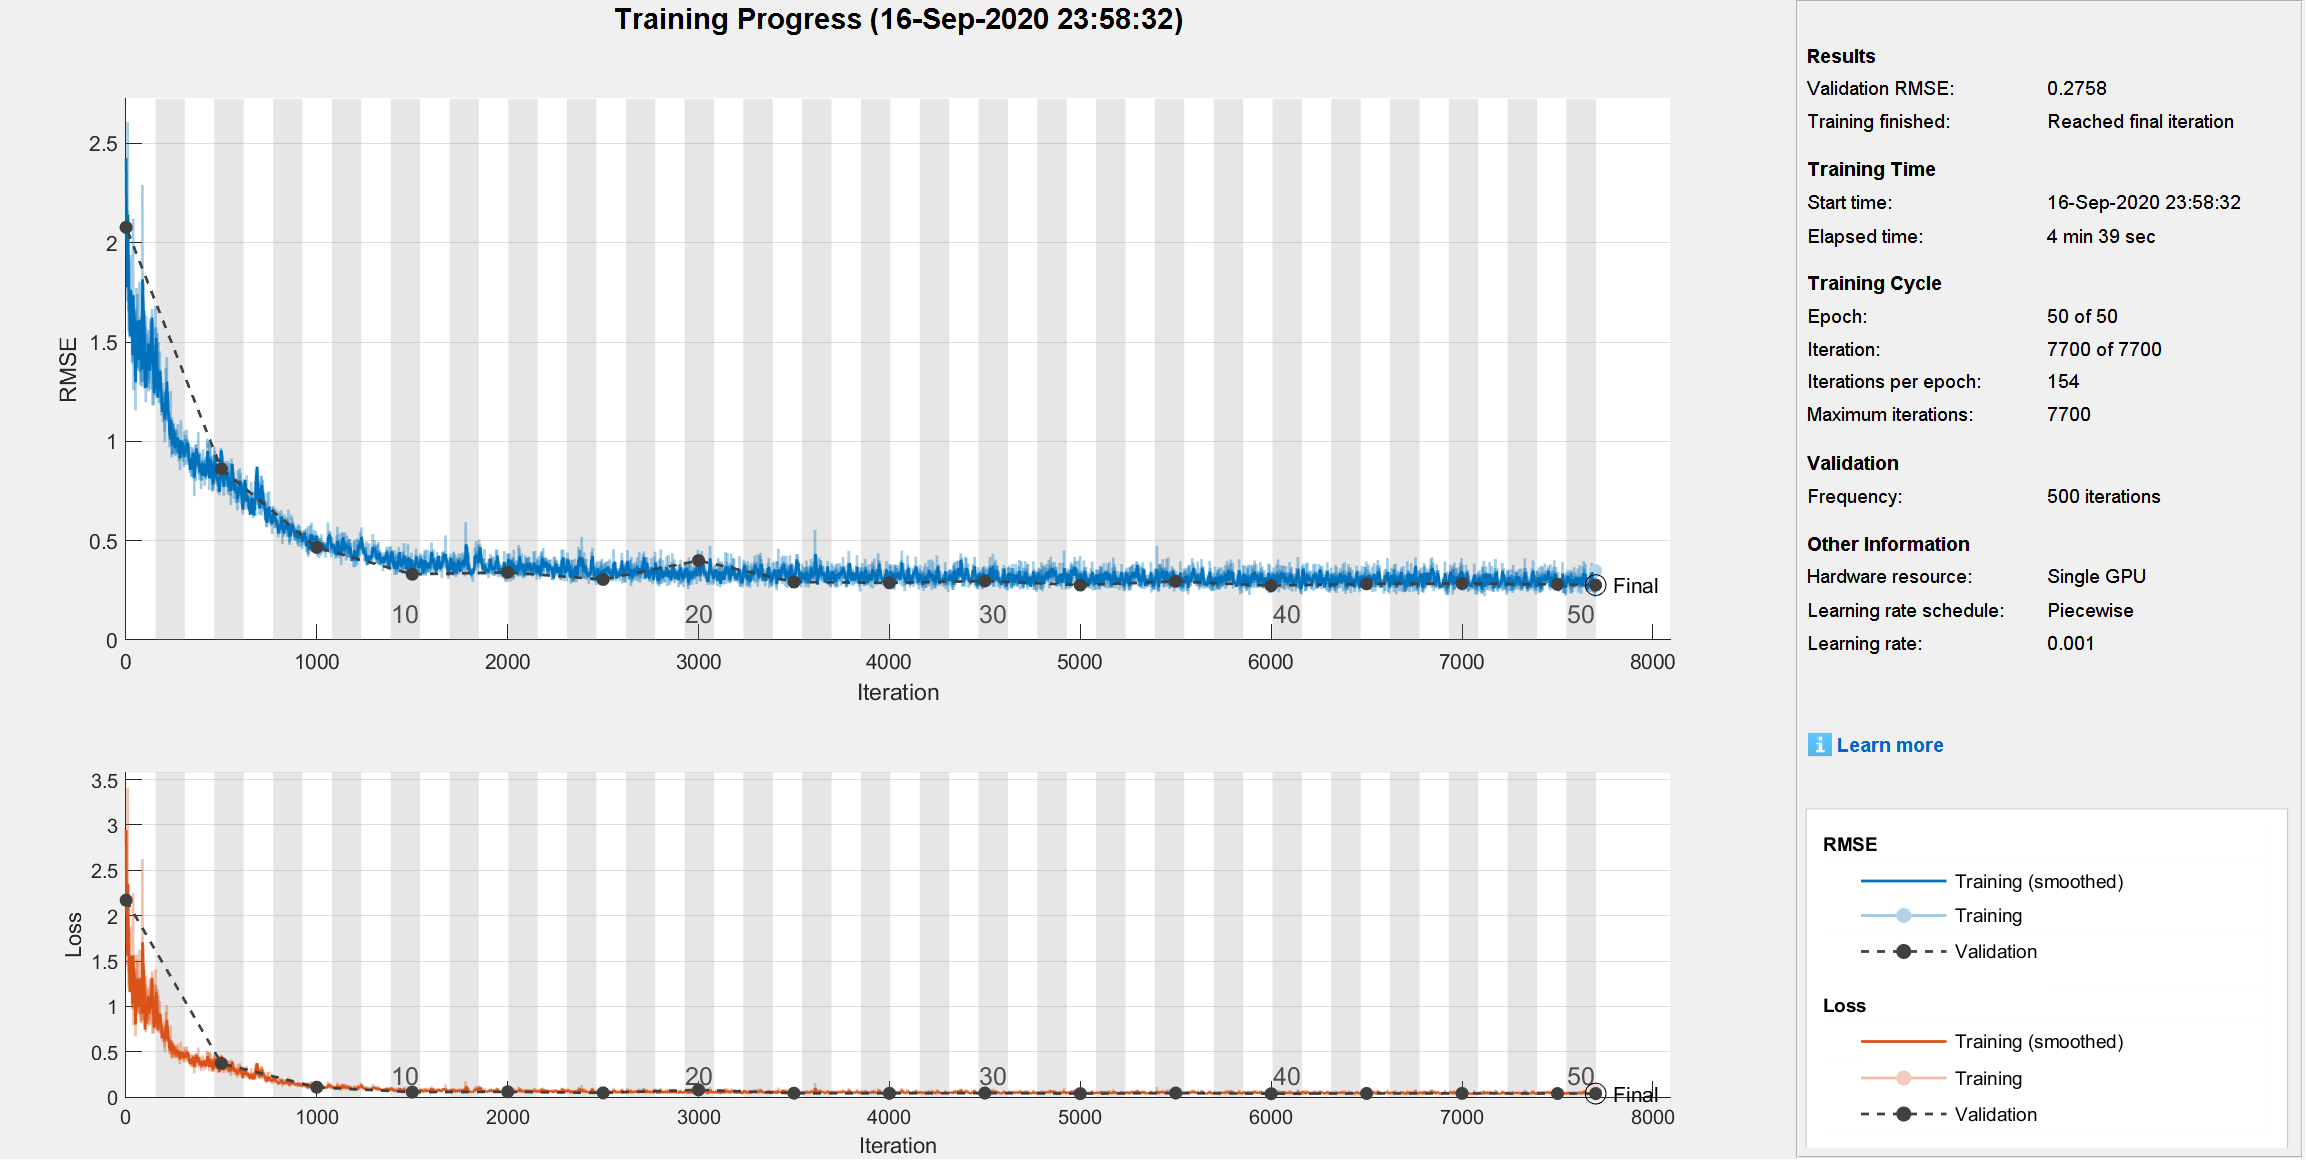 Training Progress (16-Sep-2020 23:58:32)
RMSE
2.5
2
1.5
1
0.5
0
10
20
30
40
50
Final
0
1000
2000
3000
4000
5000
6000
7000
8000
Iteration
Loss
3.5
3
2.5
2
1.5
1
0.5
0
10
20
30
40
50
Final
0
1000
2000
3000
4000
5000
6000
7000
8000
Iteration
Results
Validation RMSE: 0.2758
Training finished: Reached final iteration
Training Time
Start time: 16-Sep-2020 23:58:32
Elapsed time: 4 min 39 sec
Training Cycle
Epoch: 50 of 50
Iteration: 7700 of 7700
Iterations per epoch: 154
Maximum iterations: 7700
Validation
Frequency: 500 iterations
Other Information
Hardware resource: Single GPU
Learning rate schedule: Piecewise
Learning rate: 0.001
i Learn more
RMSE
Training (smoothed)
Training
Validation
Loss
Training (smoothed)
Training
Validation